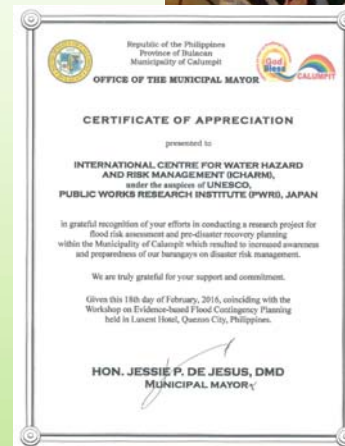 Republic of the Philippines
Province of Bulacan
Municipality of Calumpit
God
Bless
CALUMPIT
OFFICE OF THE MUNICIPAL MAYOR
CERTIFICATE OF APPRECIATION
presented to
INTERNATIONAL CENTRE FOR WATER HAZARD
AND RISK MANAGEMENT (ICHARM),
under the auspices of UNESCO,
PUBLIC WORKS RESEARCH INSTITUTE (PWRI), JAPAN
in grateful recognition of your efforts in conducting a research project for
flood risk assessment and pre-disaster recovery planning
within the Municipality of Calumpit which resulted to increased awareness
and preparedness of our barangays on disaster risk management.
We are truly grateful for your support and commitment.
Given this 18th day of February, 2016, coinciding with the
Workshop on Evidence-based Flood Contingency Planning
held in Luxent Hotel, Quezon City, Philippines.
HON. JESSIE P. DE JESUS, DMD
MUNICIPAL MAYOR